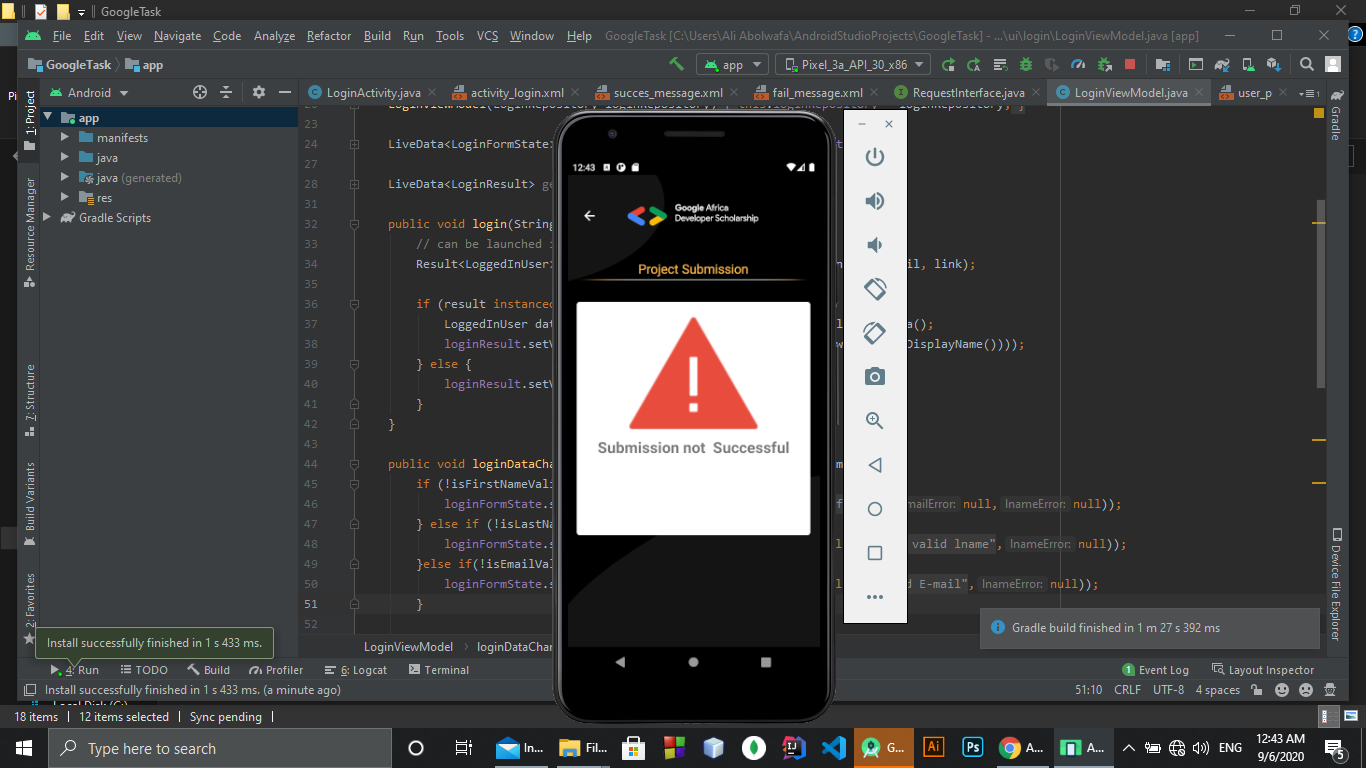 GoogleTask
File Edit View Navigate Code Analyze Refactor Build Run Tools VCS Window Help GoogleTask [C:\Users\Ali Abolwafa\AndroidStudioProjects\GoogleTask] - ...\ui\login\LoginViewModel.java [app]
GoogleTask app
app Pixel_3a_API_30_x86
Android
LoginActivity.java activity_login.xml succes_message.xml fail_message.xml RequestInterface.java LoginViewModel.java user_p
1: Project
Resource Manager
7: Structure
Build Variants
2: Favorites
Gradle
Device File Explorer
app
manifests
java
java (generated)
res
Gradle Scripts
23
24 LiveData<LoginFormState>
27
28 LiveData<LoginResult> ge
31
32 public void login(String
33 // can be launched i
34 Result<LoggedInUser> il, link);
35
36 if (result instanceo
37 LoggedInUser dat a();
38 loginResult.setV DisplayName())));
39 } else {
40 loginResult.setV
41 }
42 }
43
44 public void loginDataCha
45 if (!isFirstNameVali
46 loginFormState.s mailError: null, lnameError: null));
47 } else if (!isLastNa
48 loginFormState.s valid lname", lnameError: null));
49 }else if(!isEmailVal
50 loginFormState.s d E-mail", lnameError: null));
51 }
52
12:43
Google Africa
Developer Scholarship
Project Submission
Submission not Successful
LoginViewModel loginDataChan
Install successfully finished in 1 s 433 ms.
Gradle build finished in 1 m 27 s 392 ms
4: Run TODO Build Profiler 6: Logcat Terminal 1 Event Log Layout Inspector
Install successfully finished in 1 s 433 ms. (a minute ago) 51:10 CRLF UTF-8 4 spaces
18 items 12 items selected Sync pending
Type here to search In... Fil... G... Ai Ps A... A... ENG
12:43 AM
9/6/2020
5